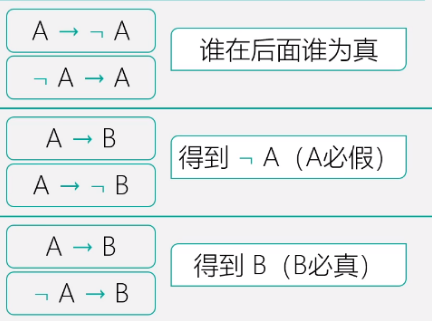 A → ¬ A
¬ A → A
谁在后面谁为真
A → B
A → ¬ B
得到 ¬ A（A必假）
A → B
¬ A → B
得到 B（B必真）